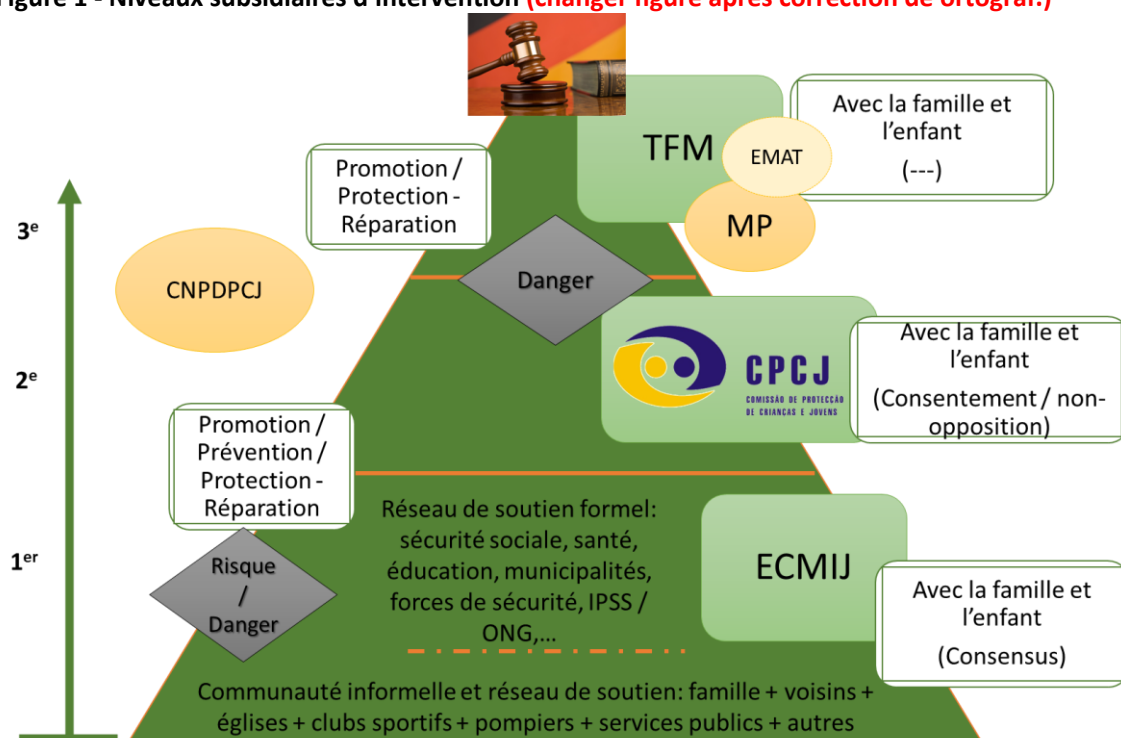 Figure 1 - Niveaux subsidiaires d'intervention (changer figure après correction de ortograf.)
TFM
EMAT
MP
Avec la famille et
l'enfant
(---)
Promotion /
Protection -
Réparation
3e
CNPDPCJ
Danger
2e
CPCJ
COMISSÃO DE PROTECÇÃO
DE CRIANÇAS E JOVENS
Avec la famille et
l'enfant
(Consentement / non-
opposition)
Promotion /
Prévention /
Protection -
Réparation
1er
Risque
/
Danger
Réseau de soutien formel:
sécurité sociale, santé,
éducation, municipalités,
forces de sécurité, IPSS /
ONG,...
ECMIJ
Avec la famille et
l'enfant
(Consensus)
Communauté informelle et réseau de soutien: famille + voisins +
églises + clubs sportifs + pompiers + services publics + autres